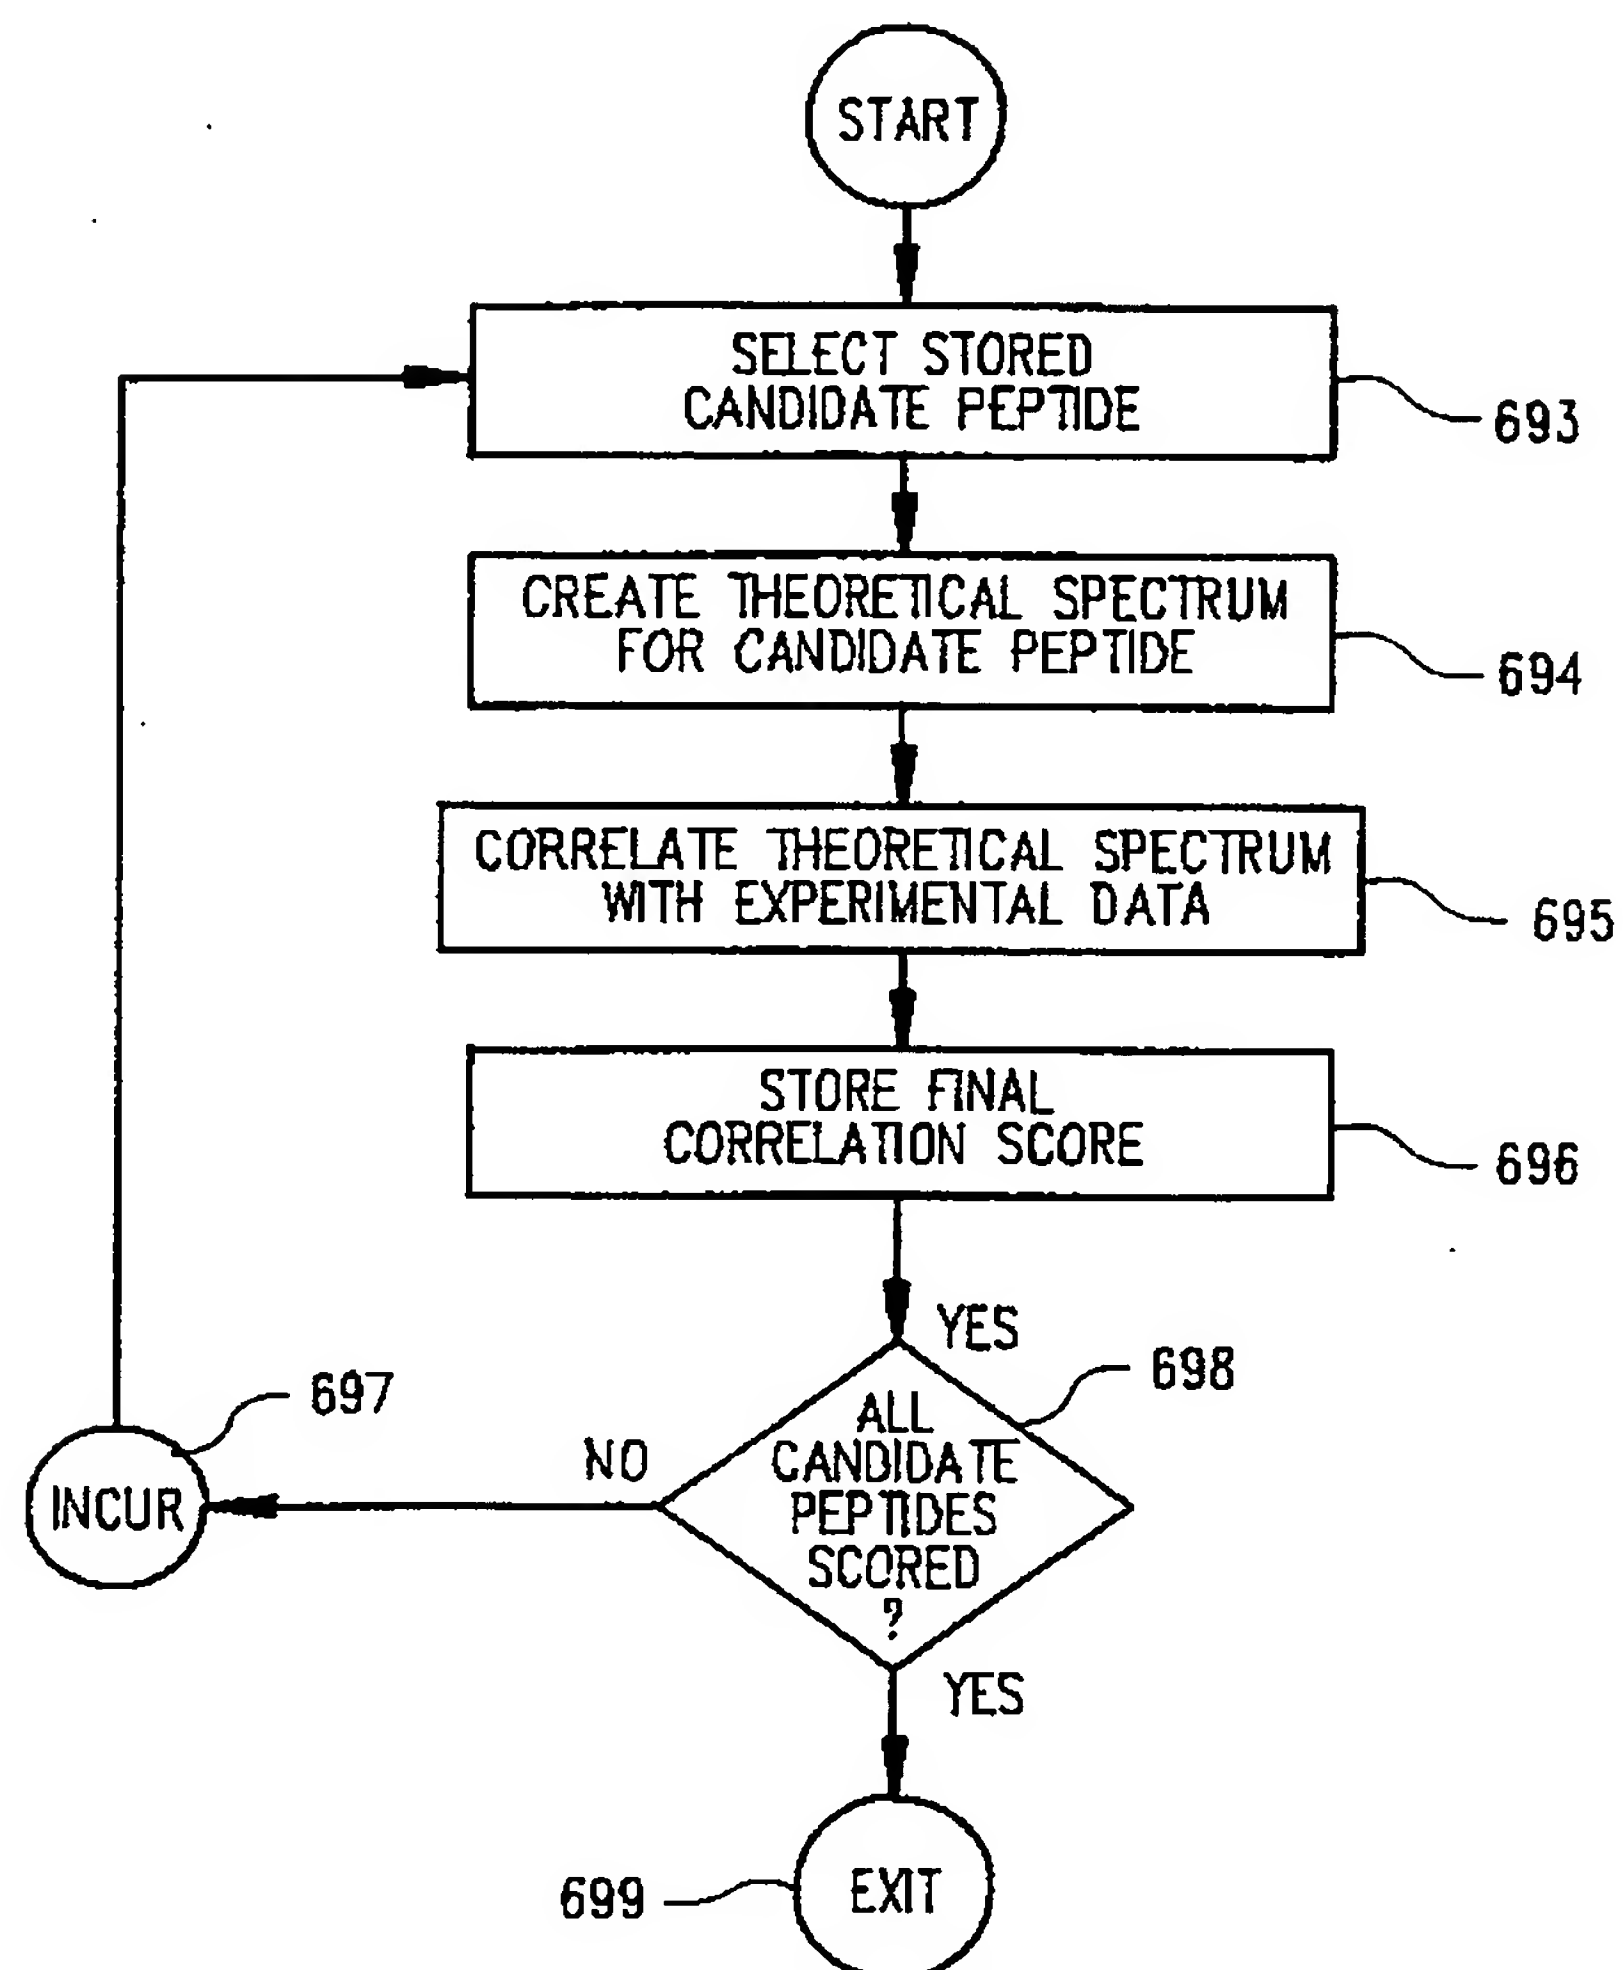 START
SELECT STORED
CANDIDATE PEPTIDE
693
CREATE THEORETICAL SPECTRUM
FOR CANDIDATE PEPTIDE
694
CORRELATE THEORETICAL SPECTRUM
WITH EXPERIMENTAL DATA
695
STORE FINAL
CORRELATION SCORE
696
YES
698
ALL
CANDIDATE
PEPTIDES
SCORED
?
NO
697
INCUR
YES
699
EXIT